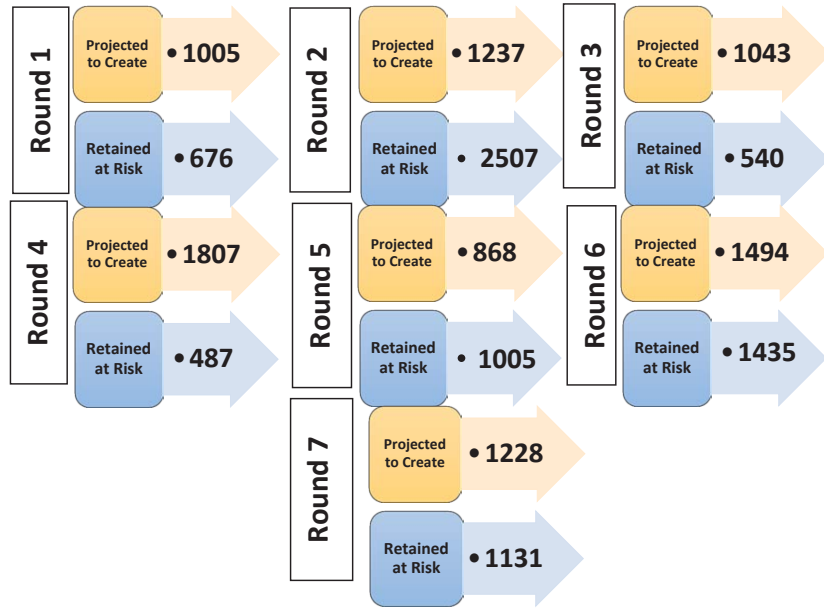 Round 1
Projected
to Create
• 1005
Retained
at Risk
• 676
Round 2
Projected
to Create
• 1237
Retained
at Risk
• 2507
Round 3
Projected
to Create
• 1043
Retained
at Risk
• 540
Round 4
Projected
to Create
• 1807
Retained
at Risk
• 487
Round 5
Projected
to Create
• 868
Retained
at Risk
• 1005
Round 6
Projected
to Create
• 1494
Retained
at Risk
• 1435
Round 7
Projected
to Create
• 1228
Retained
at Risk
• 1131